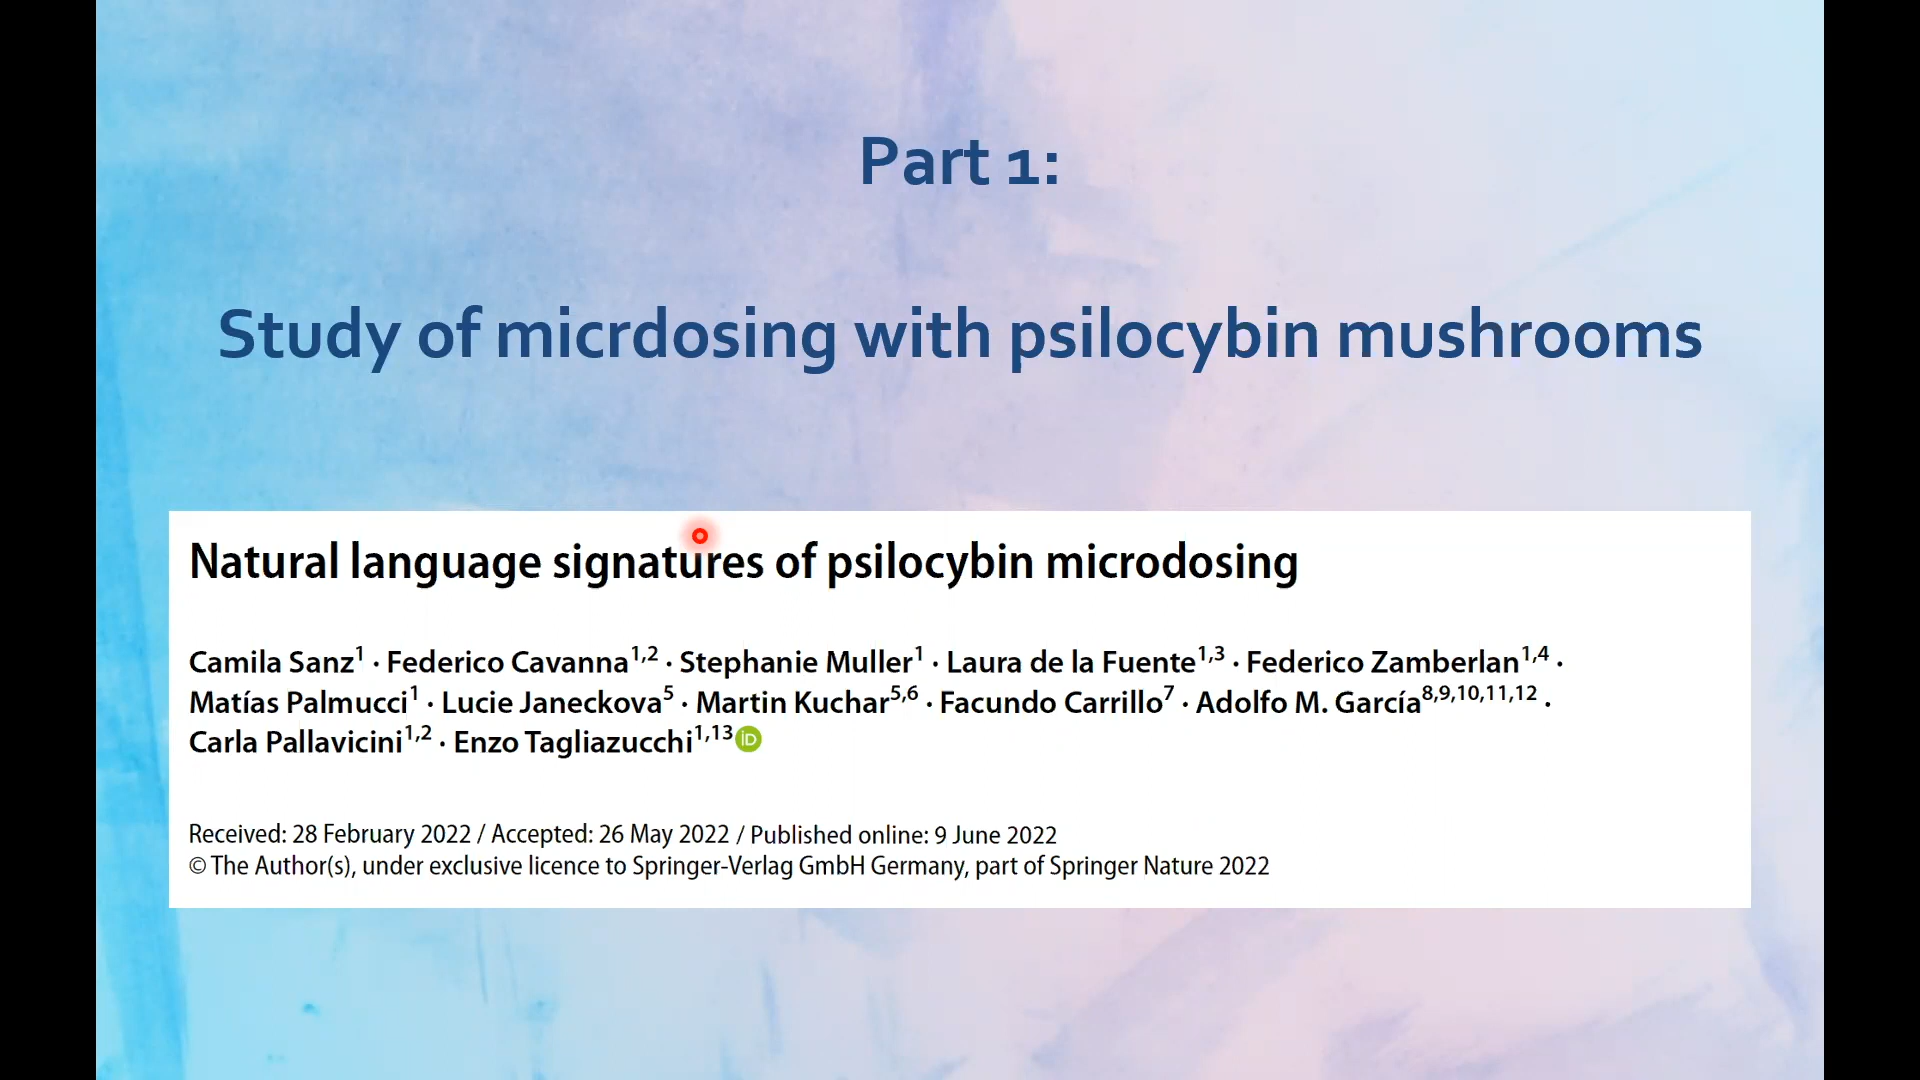 Part 1:
Study of micrdosing with psilocybin mushrooms
Natural language signatures of psilocybin microdosing
Camila Sanz1 · Federico Cavanna1,2 · Stephanie Muller1 · Laura de la Fuente1,3 · Federico Zamberlan1,4 ·
Matías Palmucci1 · Lucie Janeckova5 · Martin Kuchar5,6 · Facundo Carrillo7 · Adolfo M. García8,9,10,11,12 ·
Carla Pallavicini1,2 · Enzo Tagliazucchi1,13 iD
Received: 28 February 2022 / Accepted: 26 May 2022 / Published online: 9 June 2022
© The Author(s), under exclusive licence to Springer-Verlag GmbH Germany, part of Springer Nature 2022